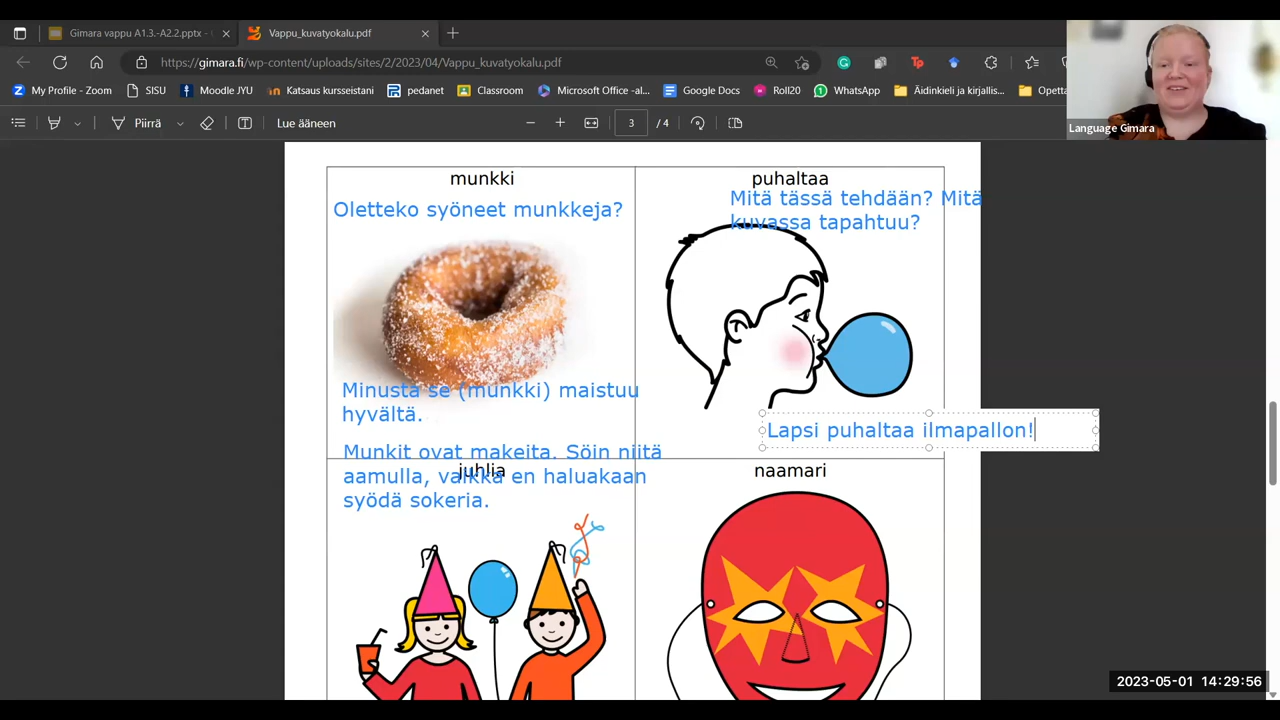 Gimara vappu A1.3.-A2.2.pptx -
Vappu_kuvatyokalu.pdf
https://gimara.fi/wp-content/uploads/sites/2/2023/04/Vappu_kuvatyokalu.pdf
My Profile - Zoom
SISU
Moodle JYU
Katsaus kursseistani
pedanet
Classroom
Microsoft Office -al...
Google Docs
Roll20
WhatsApp
Äidinkieli ja kirjallis...
Opetta
Language Gimara
Piirrä
Lue ääneen
3 / 4
munkki
Oletteko syöneet munkkeja?
Minusta se (munkki) maistuu
hyvältä.
Munkit ovat makeita. Söin niitä
aamulla, vaikka en haluakaan
syödä sokeria.
puhaltaa
Mitä tässä tehdään? Mitä
kuvassa tapahtuu?
Lapsi puhaltaa ilmapallon!
juhlia
naamari
2023-05-01 14:29:56